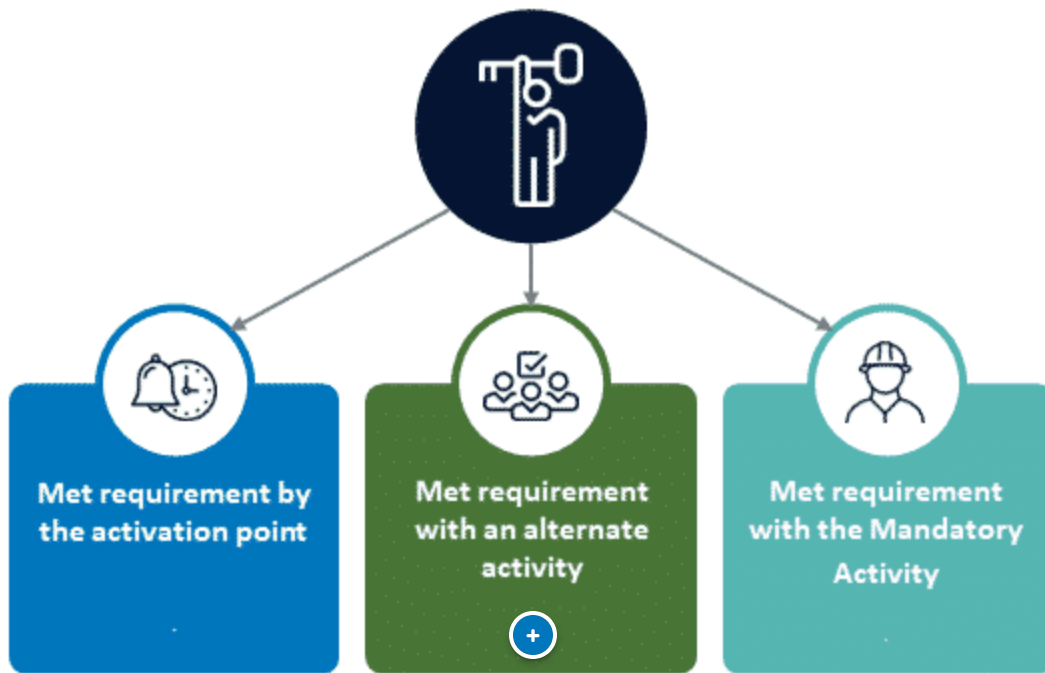 Met requirement by
the activation point
Met requirement
with an alternate
activity
+
Met requirement
with the Mandatory
Activity